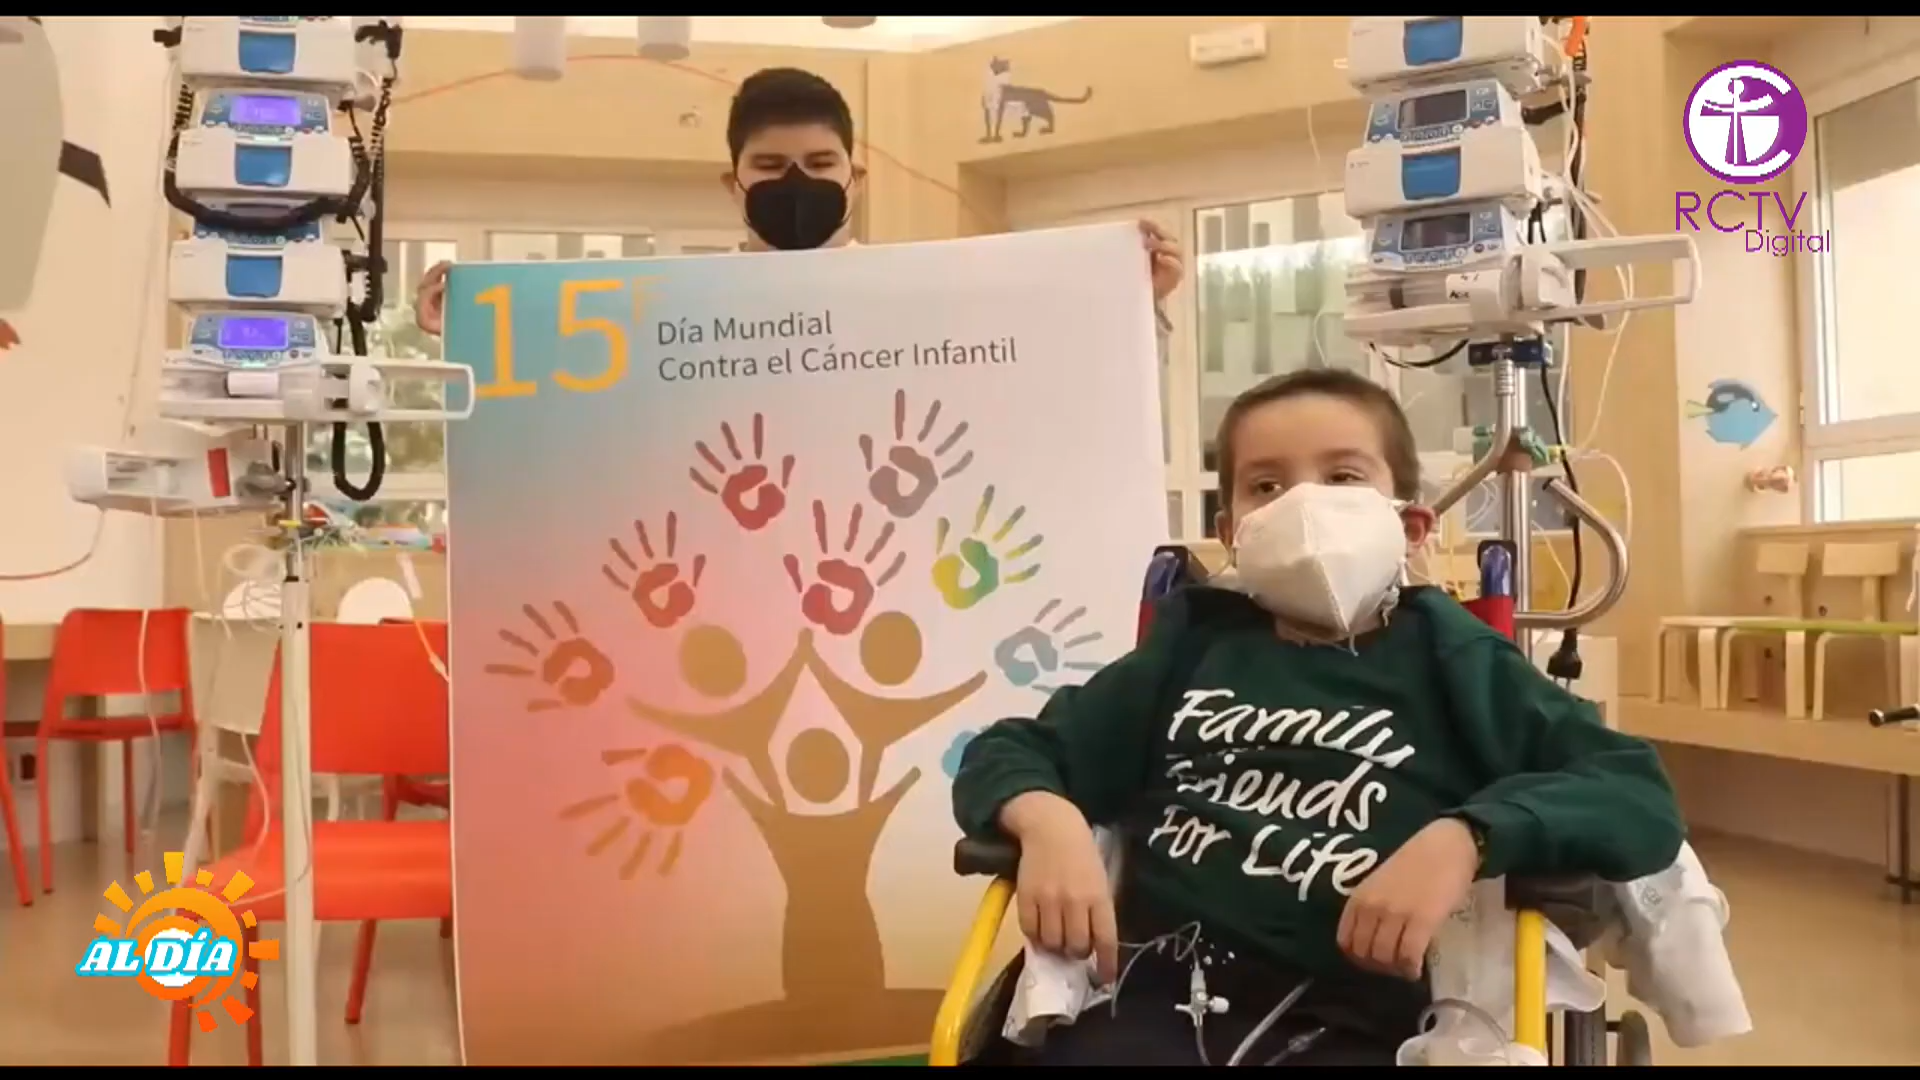 RCTV
Digital
15F
Día Mundial
Contra el Cáncer Infantil
Family
Friends
For Life
AL DÍA